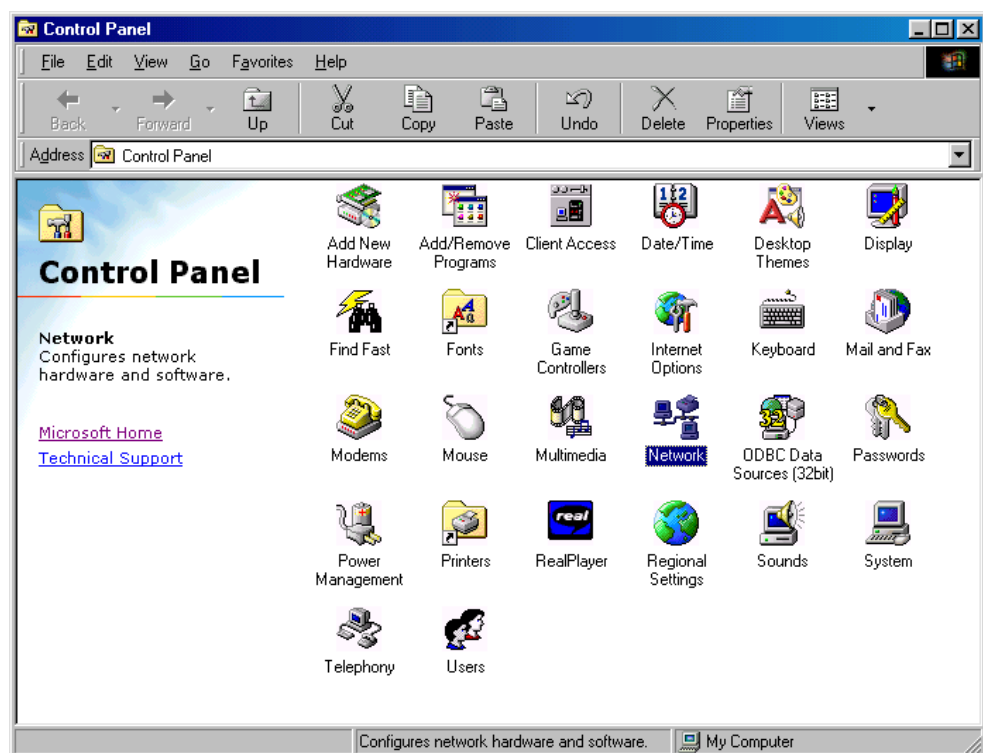 Control Panel
File Edit View Go Favorites Help
Back Forward Up Cut Copy Paste Undo Delete Properties Views
Address Control Panel
Control Panel
Network
Configures network
hardware and software.
Microsoft Home
Technical Support
Add New
Hardware
Add/Remove
Programs
Client Access
Date/Time
Desktop
Themes
Display
Find Fast
Fonts
Game
Controllers
Internet
Options
Keyboard
Mail and Fax
Modems
Mouse
Multimedia
Network
32
ODBC Data
Sources (32bit)
Passwords
Power
Management
Printers
real
RealPlayer
Regional
Settings
Sounds
System
Telephony
Users
Configures network hardware and software. My Computer